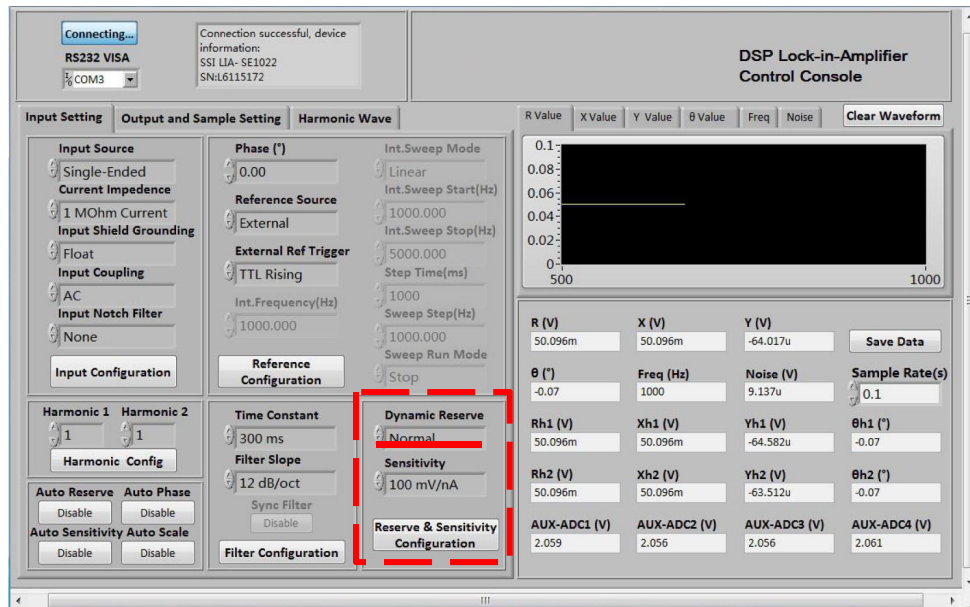 Connecting...
RS232 VISA
COM3
Connection successful, device
information:
SSI LIA- SE1022
SN:L6115172
DSP Lock-in-Amplifier
Control Console
Input Setting
Output and Sample Setting
Harmonic Wave
Input Source
Single-Ended
Current Impedence
1 MOhm Current
Input Shield Grounding
Float
Input Coupling
AC
Input Notch Filter
None
Input Configuration
Phase (°)
0.00
Reference Source
External
External Ref Trigger
TTL Rising
Int.Frequency(Hz)
1000.000
Reference
Configuration
Int.Sweep Mode
Linear
Int.Sweep Start(Hz)
1000.000
Int.Sweep Stop(Hz)
5000.000
Step Time(ms)
1000
Sweep Step(Hz)
1000.000
Sweep Run Mode
Stop
Harmonic 1 Harmonic 2
1 1
Harmonic Config
Auto Reserve Auto Phase
Disable Disable
Auto Sensitivity Auto Scale
Disable Disable
Time Constant
300 ms
Filter Slope
12 dB/oct
Sync Filter
Disable
Filter Configuration
Dynamic Reserve
Normal
Sensitivity
100 mV/nA
Reserve & Sensitivity
Configuration
R Value X Value Y Value θ Value Freq Noise Clear Waveform
0.1
0.08
0.06
0.04
0.02
0
500 1000
R (V) X (V) Y (V)
50.096m 50.096m -64.017u Save Data
θ (°) Freq (Hz) Noise (V) Sample Rate(s)
-0.07 1000 9.137u 0.1
Rh1 (V) Xh1 (V) Yh1 (V) θh1 (°)
50.096m 50.096m -64.582u -0.07
Rh2 (V) Xh2 (V) Yh2 (V) θh2 (°)
50.096m 50.096m -63.512u -0.07
AUX-ADC1 (V) AUX-ADC2 (V) AUX-ADC3 (V) AUX-ADC4 (V)
2.059 2.056 2.056 2.061